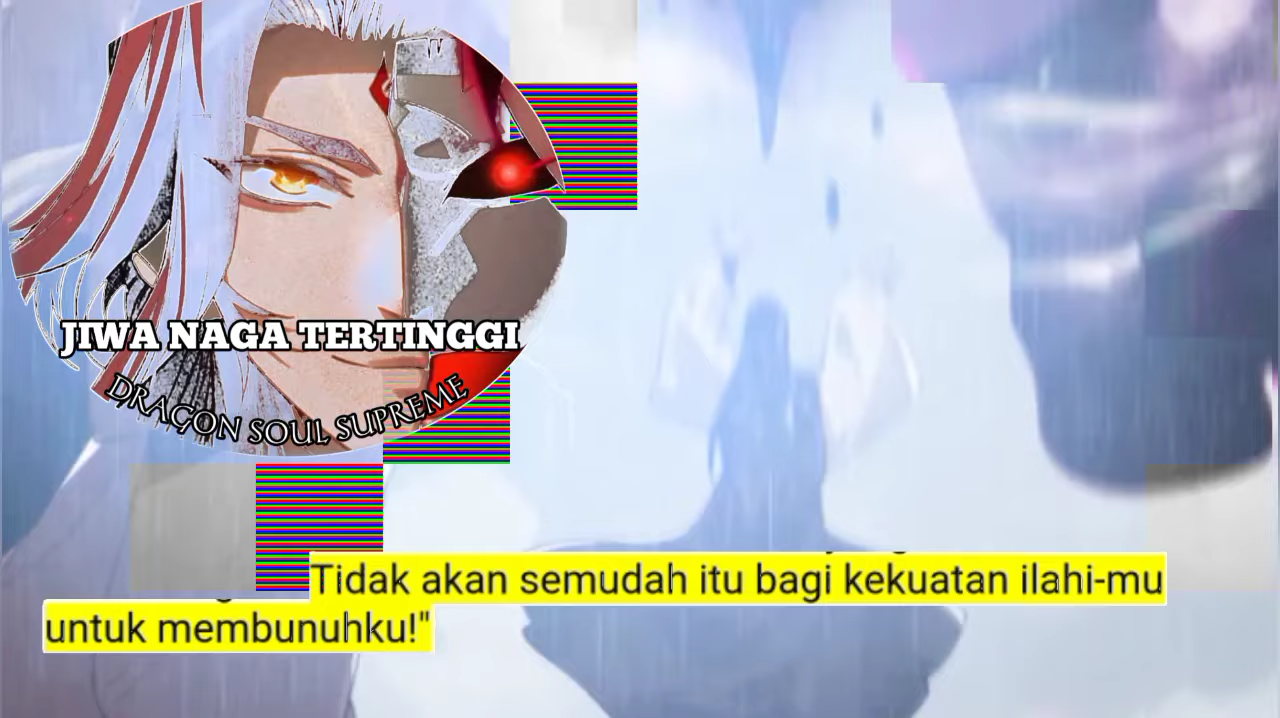 JIWA NAGA TERTINGGI
DRAGON SOUL SUPREME
Tidak akan semudah itu bagi kekuatan ilahi-mu
untuk membunuhku!"